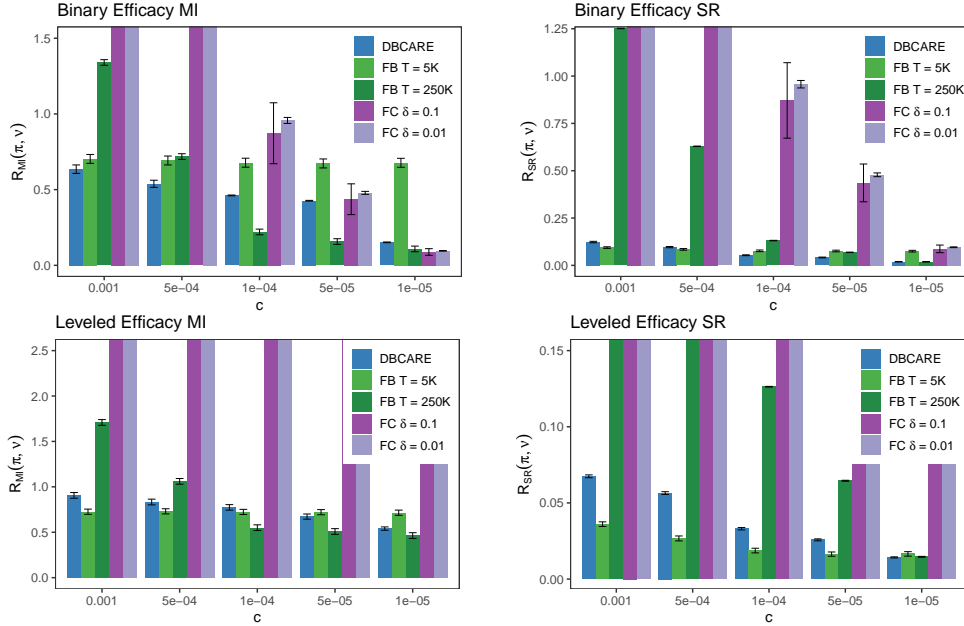 Binary Efficacy MI
R_MI(π, ν)
1.5
1.0
0.5
0.0
DBCARE
FB T = 5K
FB T = 250K
FC δ = 0.1
FC δ = 0.01
0.001
5e−04
1e−04
5e−05
1e−05
c
Binary Efficacy SR
R_SR(π, ν)
1.25
1.00
0.75
0.50
0.25
0.00
DBCARE
FB T = 5K
FB T = 250K
FC δ = 0.1
FC δ = 0.01
0.001
5e−04
1e−04
5e−05
1e−05
c
Leveled Efficacy MI
R_MI(π, ν)
2.5
2.0
1.5
1.0
0.5
0.0
DBCARE
FB T = 5K
FB T = 250K
FC δ = 0.1
FC δ = 0.01
0.001
5e−04
1e−04
5e−05
1e−05
c
Leveled Efficacy SR
R_SR(π, ν)
0.15
0.10
0.05
0.00
DBCARE
FB T = 5K
FB T = 250K
FC δ = 0.1
FC δ = 0.01
0.001
5e−04
1e−04
5e−05
1e−05
c